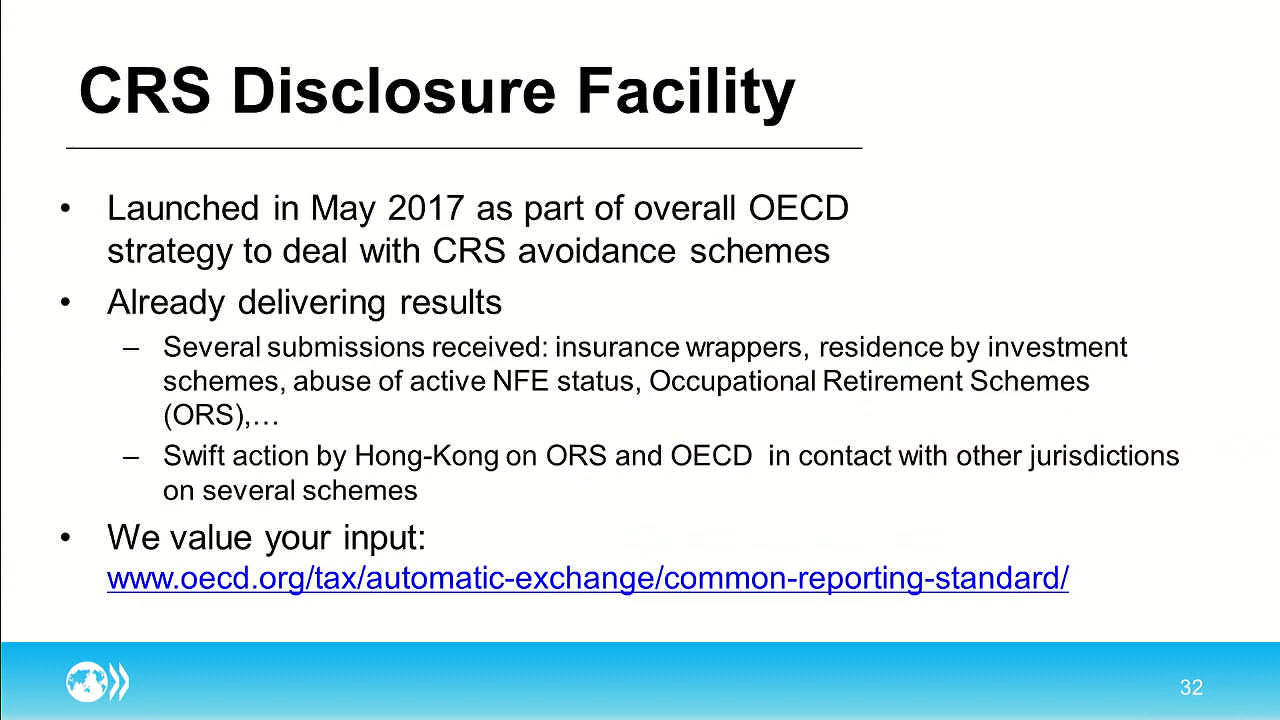 CRS Disclosure Facility
• Launched in May 2017 as part of overall OECD
strategy to deal with CRS avoidance schemes
• Already delivering results
– Several submissions received: insurance wrappers, residence by investment
schemes, abuse of active NFE status, Occupational Retirement Schemes
(ORS),…
– Swift action by Hong-Kong on ORS and OECD  in contact with other jurisdictions
on several schemes
• We value your input:
www.oecd.org/tax/automatic-exchange/common-reporting-standard/
32